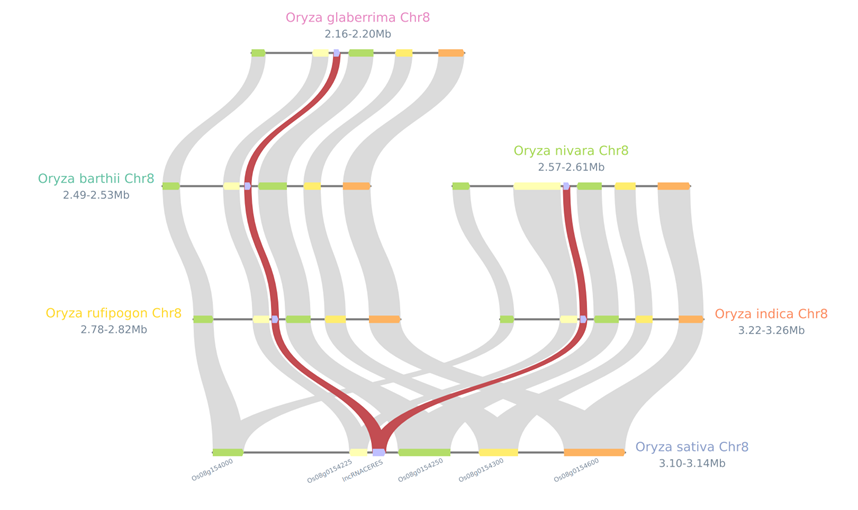 Oryza glaberrima Chr8
2.16-2.20Mb
Oryza nivara Chr8
2.57-2.61Mb
Oryza barthii Chr8
2.49-2.53Mb
Oryza rufipogon Chr8
2.78-2.82Mb
Oryza indica Chr8
3.22-3.26Mb
Oryza sativa Chr8
3.10-3.14Mb
Os08g154000
Os08g0154225
lncRNACERES
Os08g0154250
Os08g0154300
Os08g0154600